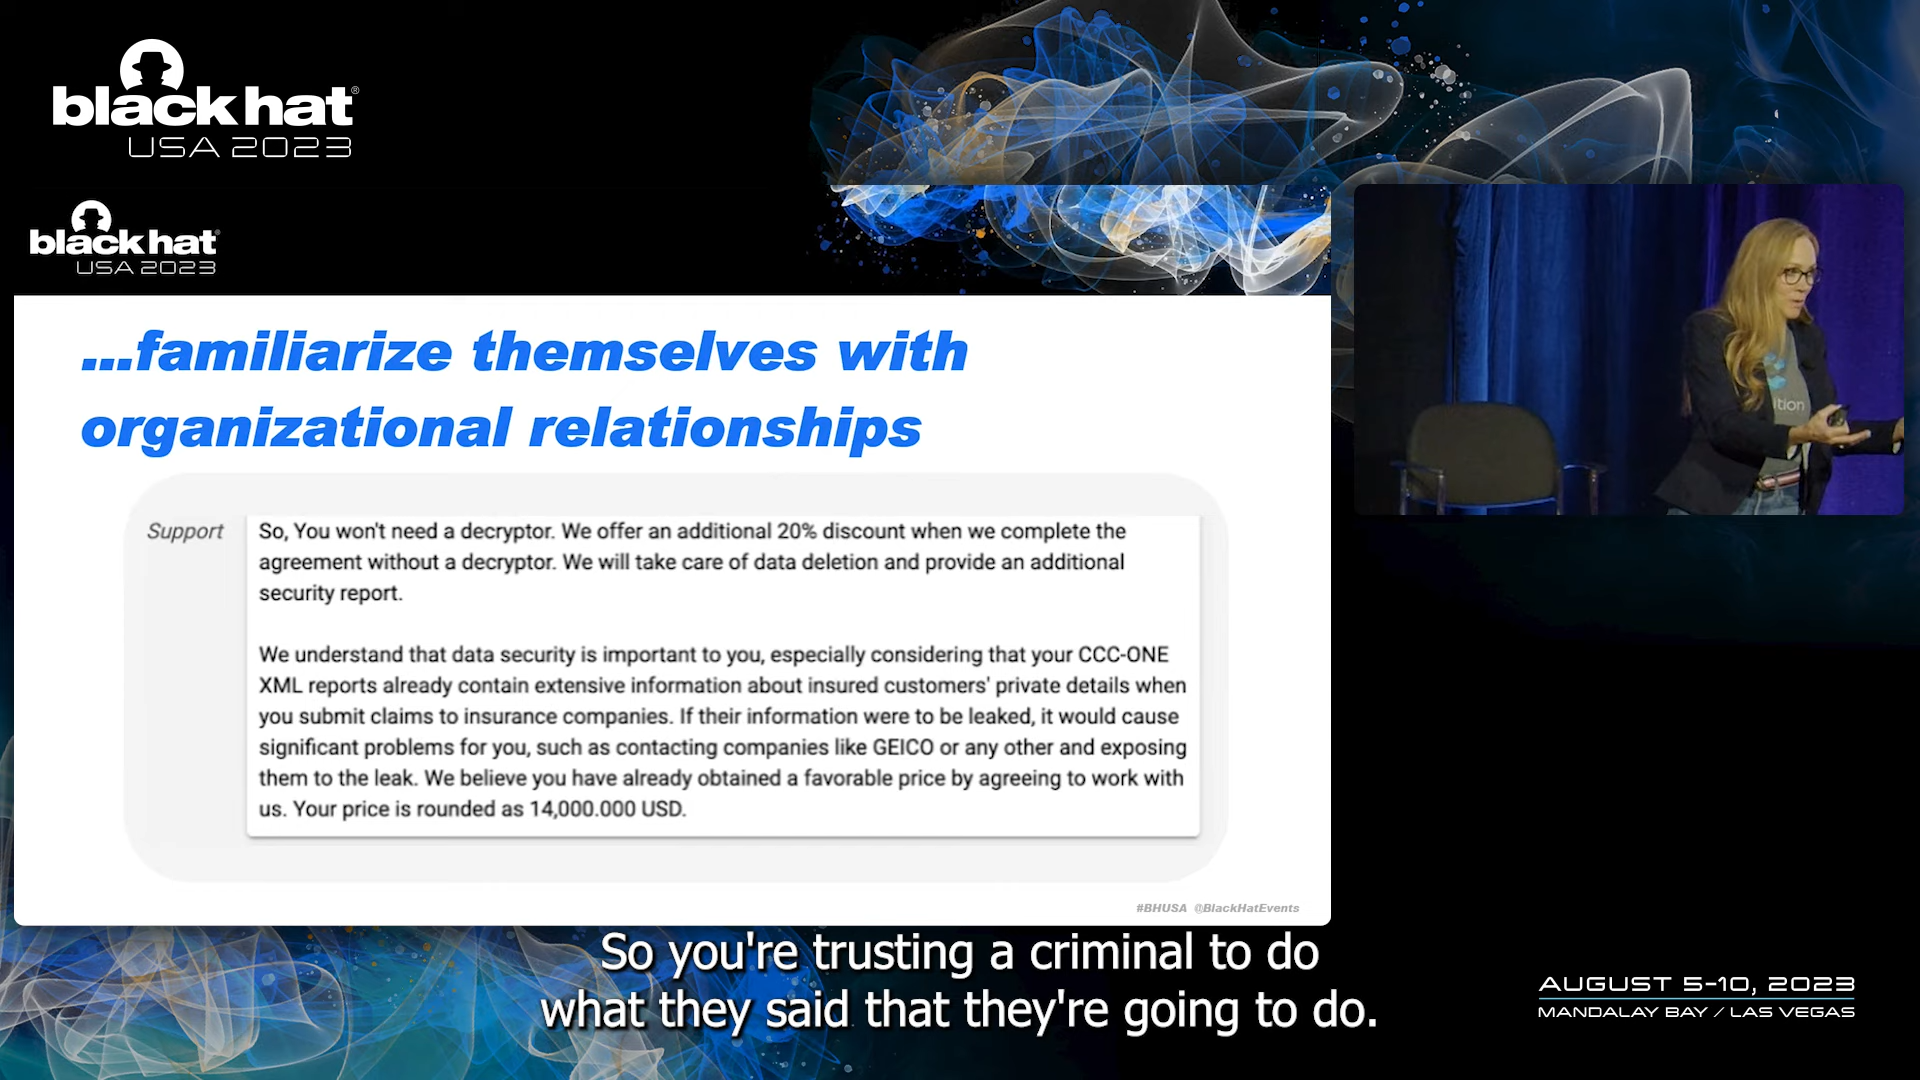 black hat®
USA 2023
black hat®
USA 2023
...familiarize themselves with
organizational relationships
Support
So, You won't need a decryptor. We offer an additional 20% discount when we complete the
agreement without a decryptor. We will take care of data deletion and provide an additional
security report.
We understand that data security is important to you, especially considering that your CCC-ONE
XML reports already contain extensive information about insured customers' private details when
you submit claims to insurance companies. If their information were to be leaked, it would cause
significant problems for you, such as contacting companies like GEICO or any other and exposing
them to the leak. We believe you have already obtained a favorable price by agreeing to work with
us. Your price is rounded as 14,000.000 USD.
#BHUSA @BlackHatEvents
So you're trusting a criminal to do
what they said that they're going to do.
AUGUST 5-10, 2023
MANDALAY BAY / LAS VEGAS